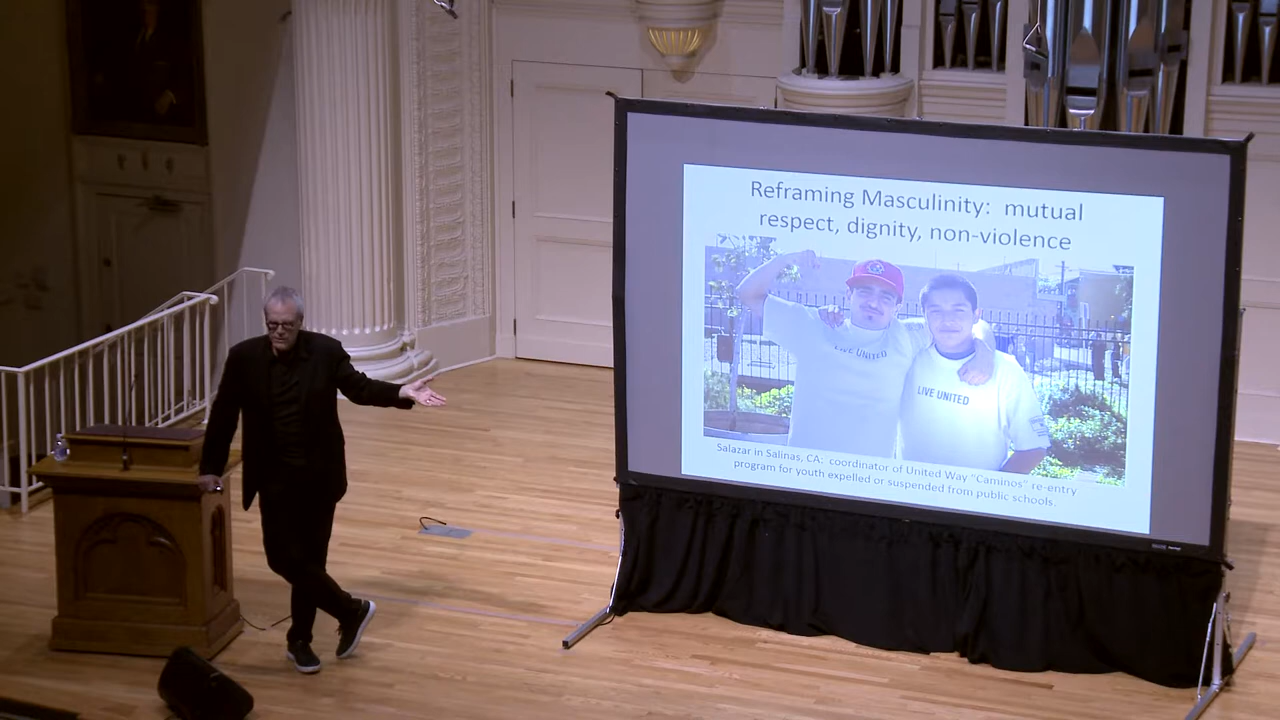 Reframing Masculinity: mutual
respect, dignity, non-violence
LIVE UNITED
LIVE UNITED
Salazar in Salinas, CA: coordinator of United Way "Caminos" re-entry
program for youth expelled or suspended from public schools.